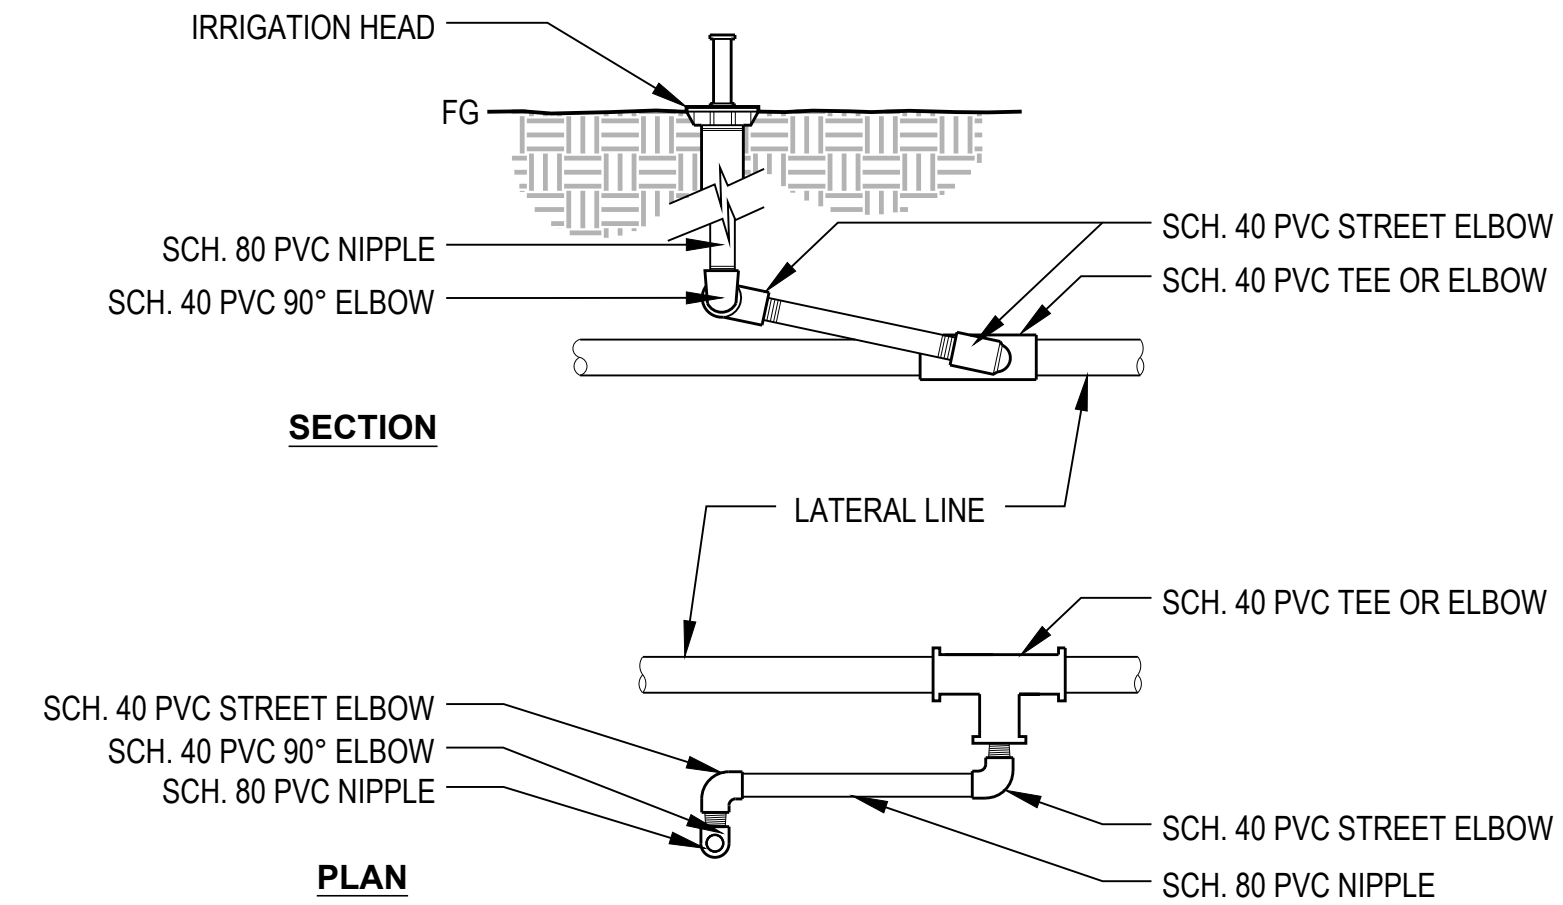 IRRIGATION HEAD
FG
SCH. 80 PVC NIPPLE
SCH. 40 PVC 90° ELBOW
SCH. 40 PVC STREET ELBOW
SCH. 40 PVC TEE OR ELBOW
SECTION
LATERAL LINE
SCH. 40 PVC TEE OR ELBOW
SCH. 40 PVC STREET ELBOW
SCH. 40 PVC 90° ELBOW
SCH. 80 PVC NIPPLE
SCH. 40 PVC STREET ELBOW
SCH. 80 PVC NIPPLE
PLAN